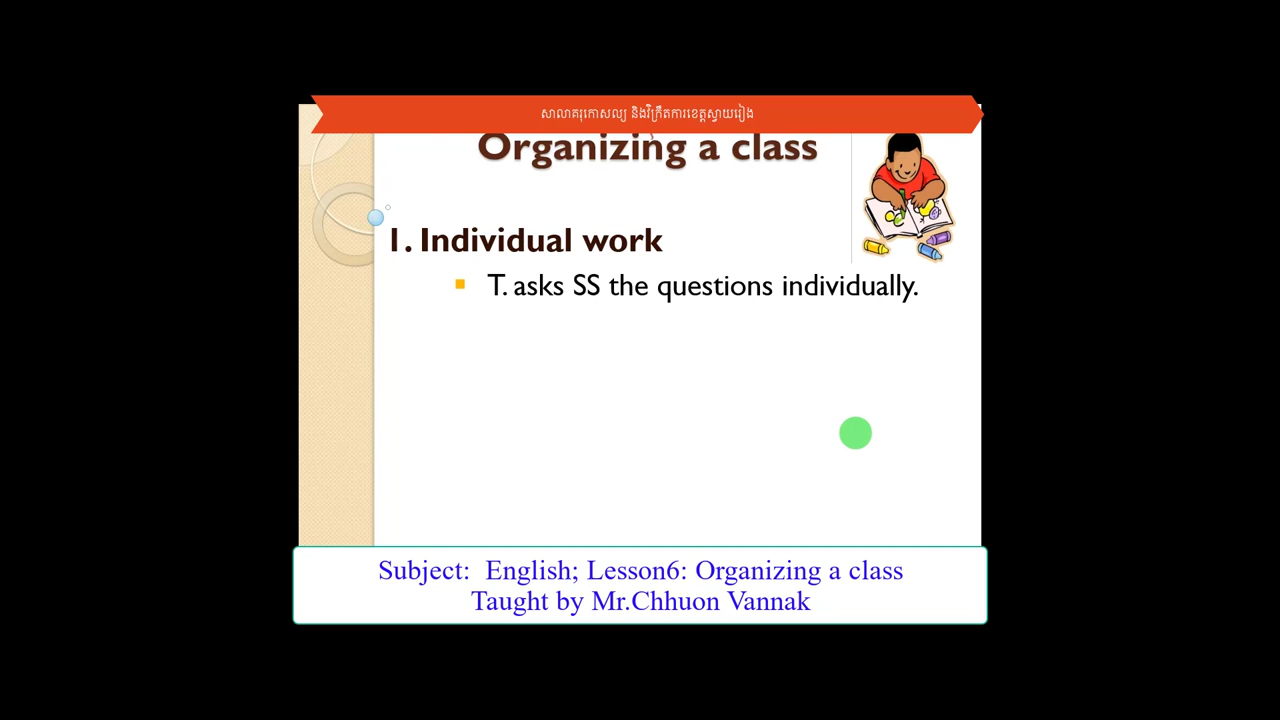 សាលាគរុកោសល្យ និងវិក្រឹតការខេត្តស្វាយរៀង
Organizing a class
1. Individual work
T. asks SS the questions individually.
Subject:  English; Lesson6: Organizing a class
Taught by Mr.Chhuon Vannak